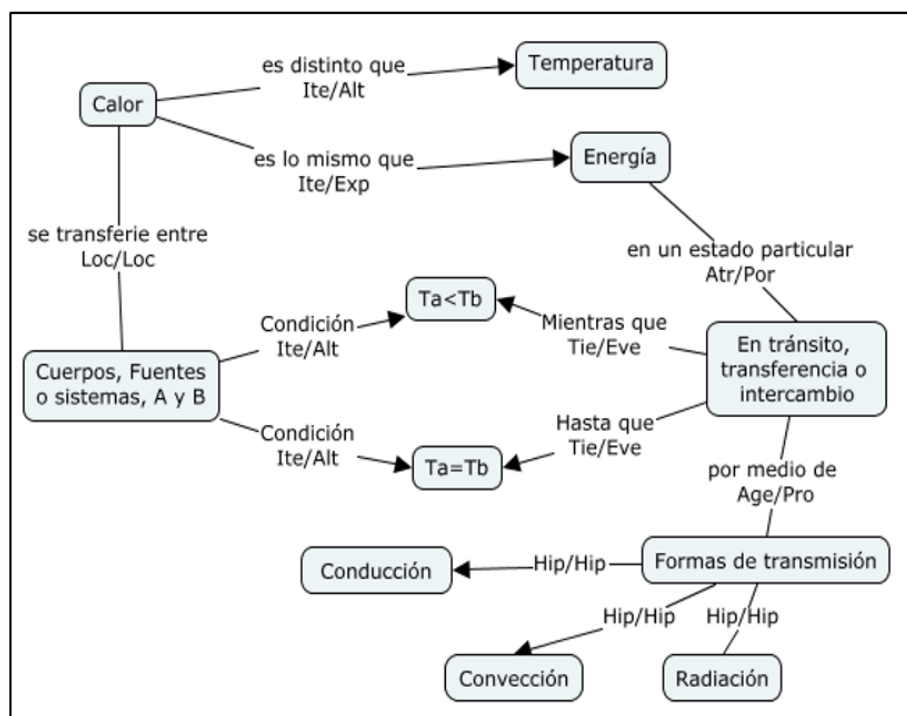 Temperatura
es distinto que
Ite/Alt
Calor
Energía
es lo mismo que
Ite/Exp
se transferie entre
Loc/Loc
en un estado particular
Atr/Por
Ta<Tb
Condición
Ite/Alt
Mientras que
Tie/Eve
Cuerpos, Fuentes
o sistemas, A y B
En tránsito,
transferencia o
intercambio
Condición
Ite/Alt
Hasta que
Tie/Eve
Ta=Tb
por medio de
Age/Pro
Formas de transmisión
Conducción
Hip/Hip
Hip/Hip
Hip/Hip
Convección
Radiación